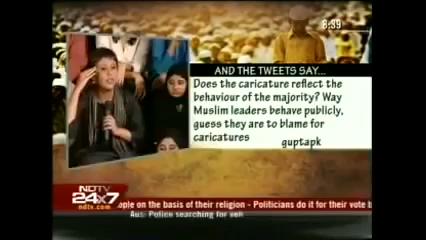 8:39
AND THE TWEETS SAY...
Does the caricature reflect the
behaviour of the majority? Way
Muslim leaders behave publicly,
guess they are to blame for
caricatures
guptapk
NDTV
24x7
ndtv.com
ople on the basis of their religion - Politicians do it for their vote b
Aus: Police searching for